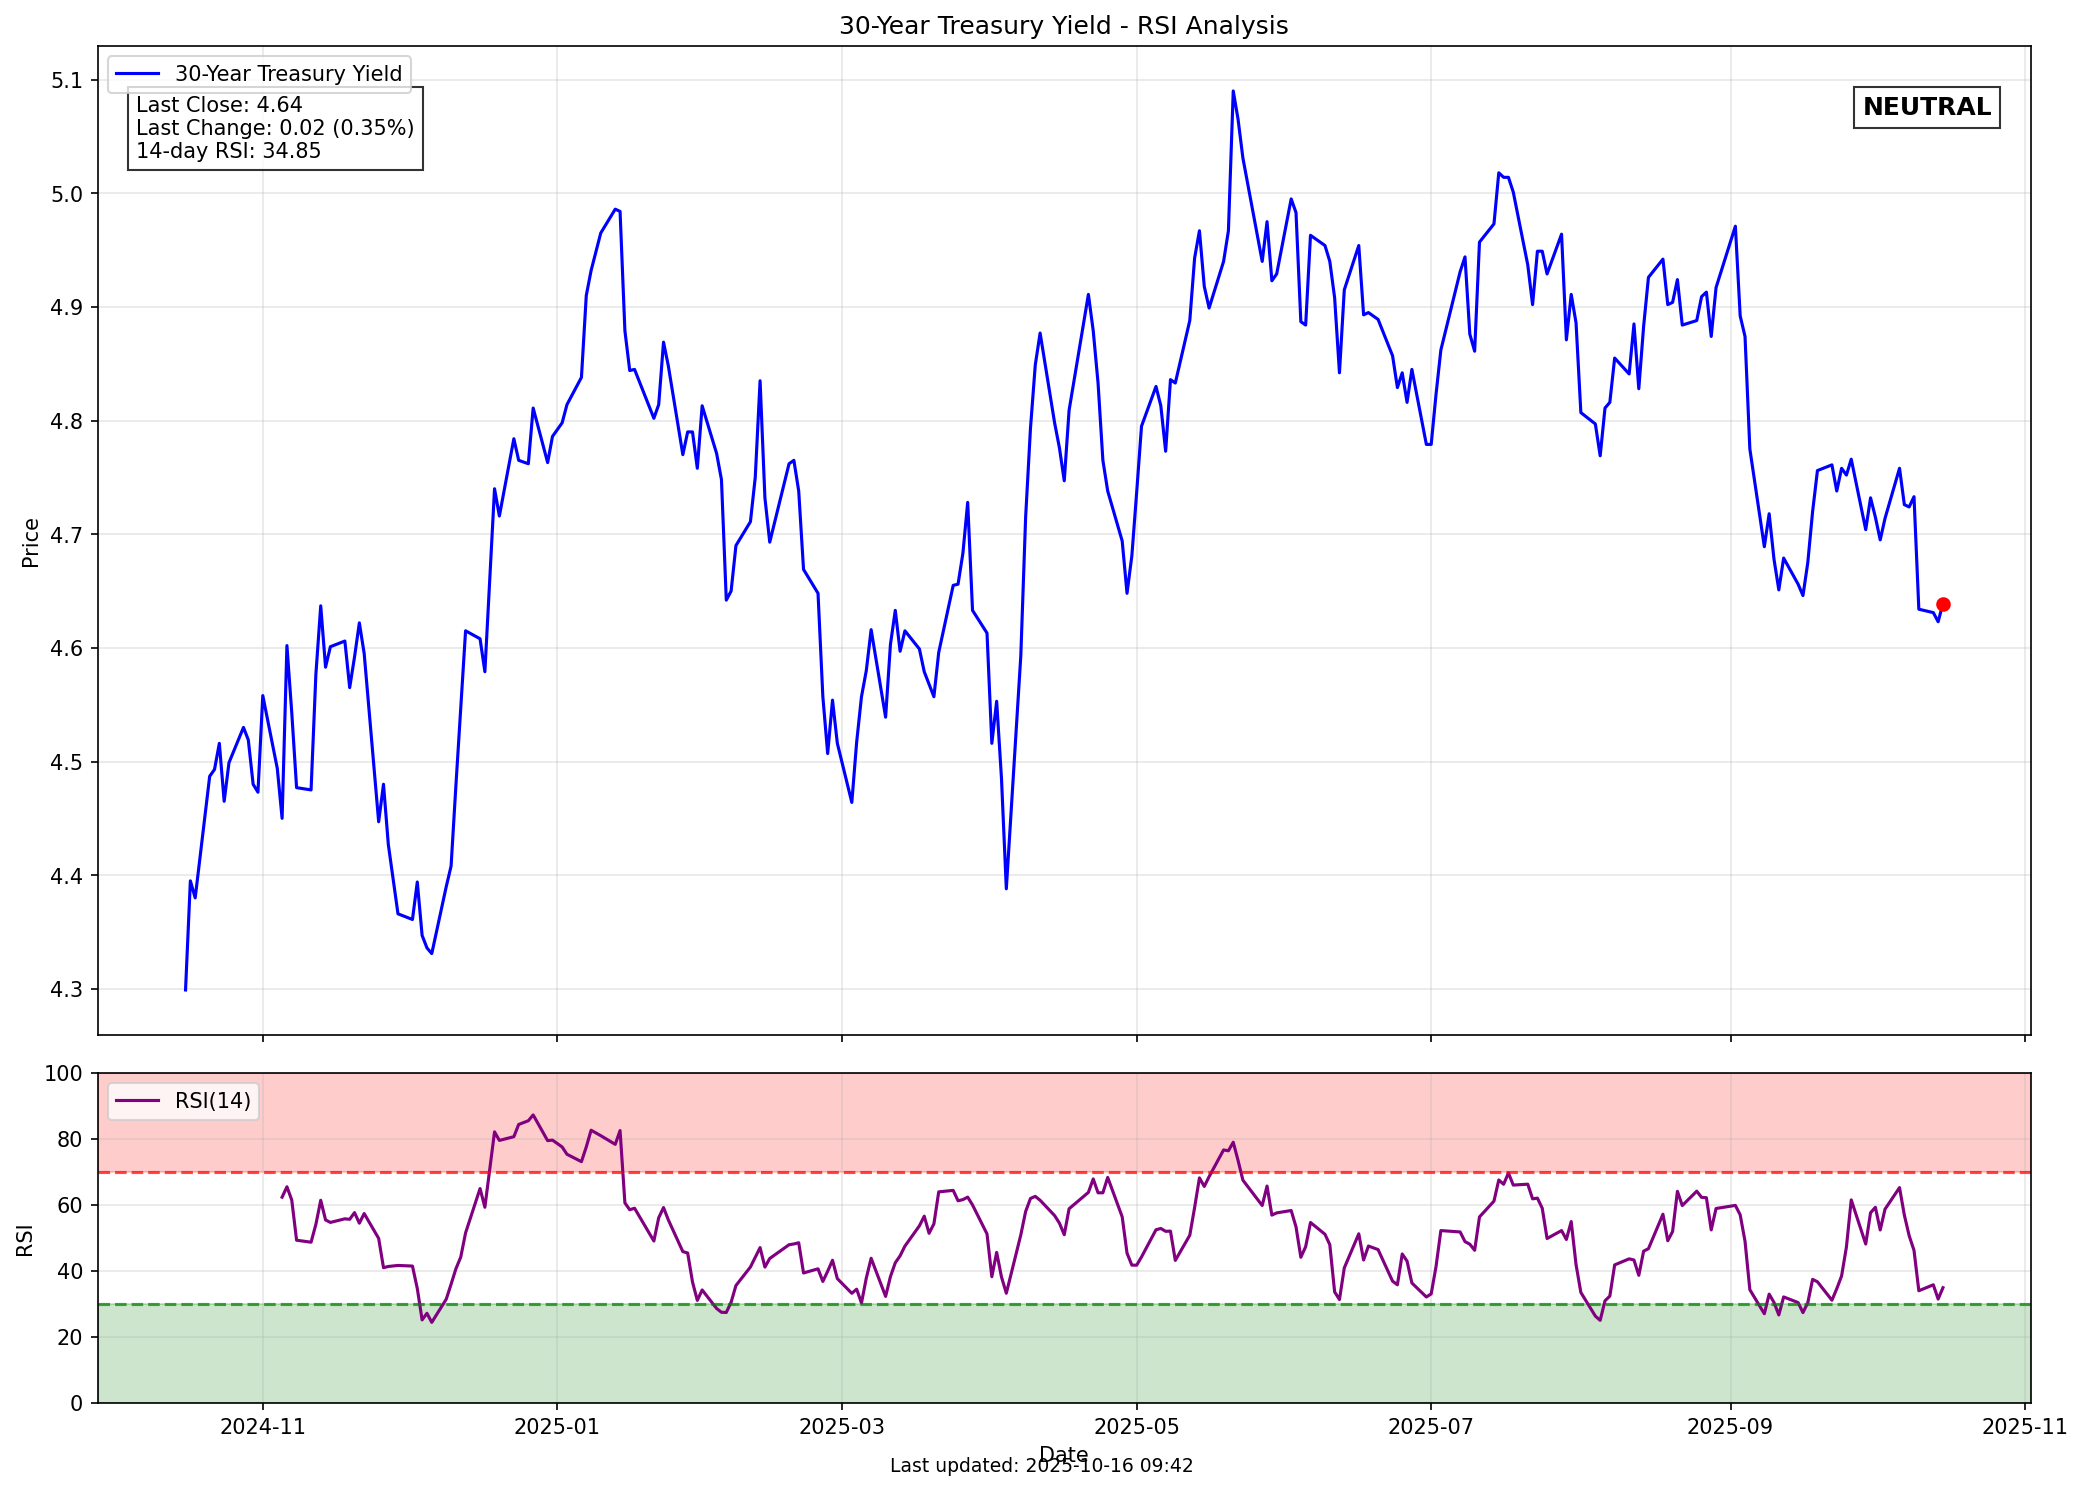 30-Year Treasury Yield - RSI Analysis
30-Year Treasury Yield
Last Close: 4.64
Last Change: 0.02 (0.35%)
14-day RSI: 34.85
NEUTRAL
5.1
5.0
4.9
4.8
4.7
4.6
4.5
4.4
4.3
Price
RSI(14)
100
80
60
40
20
0
RSI
2024-11
2025-01
2025-03
2025-05
2025-07
2025-09
2025-11
Date
Last updated: 2025-10-16 09:42